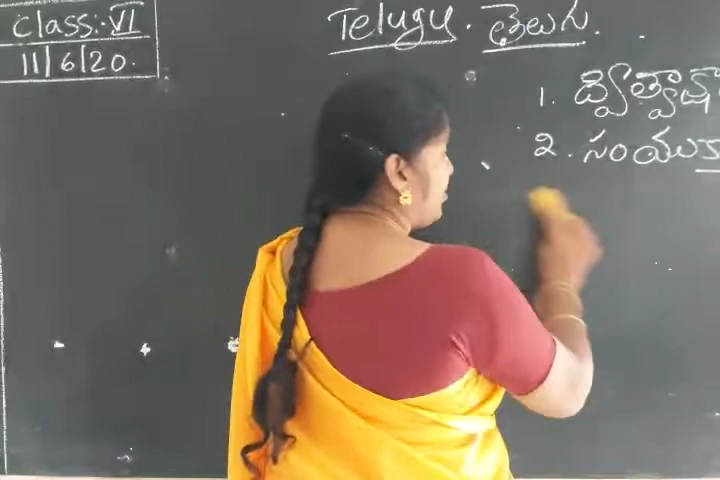 Class:- VI
11/6/20.
Telugu. తెలుగు.
1. ద్విత్వాక్షా
2. సంయుక